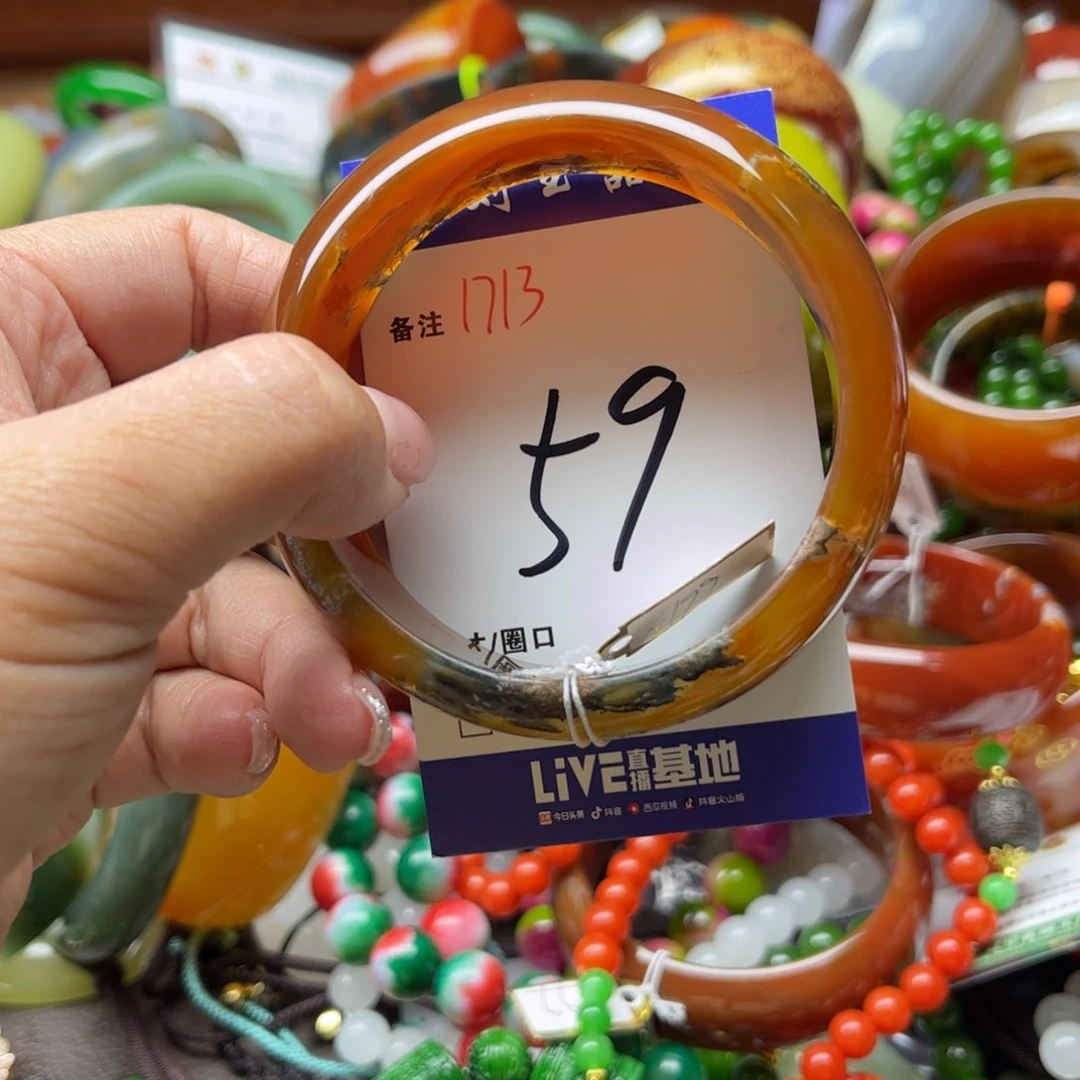 备注 1713
59
/圈口
LiVE直播基地
今日头条 抖音 西瓜视频 抖音火山版